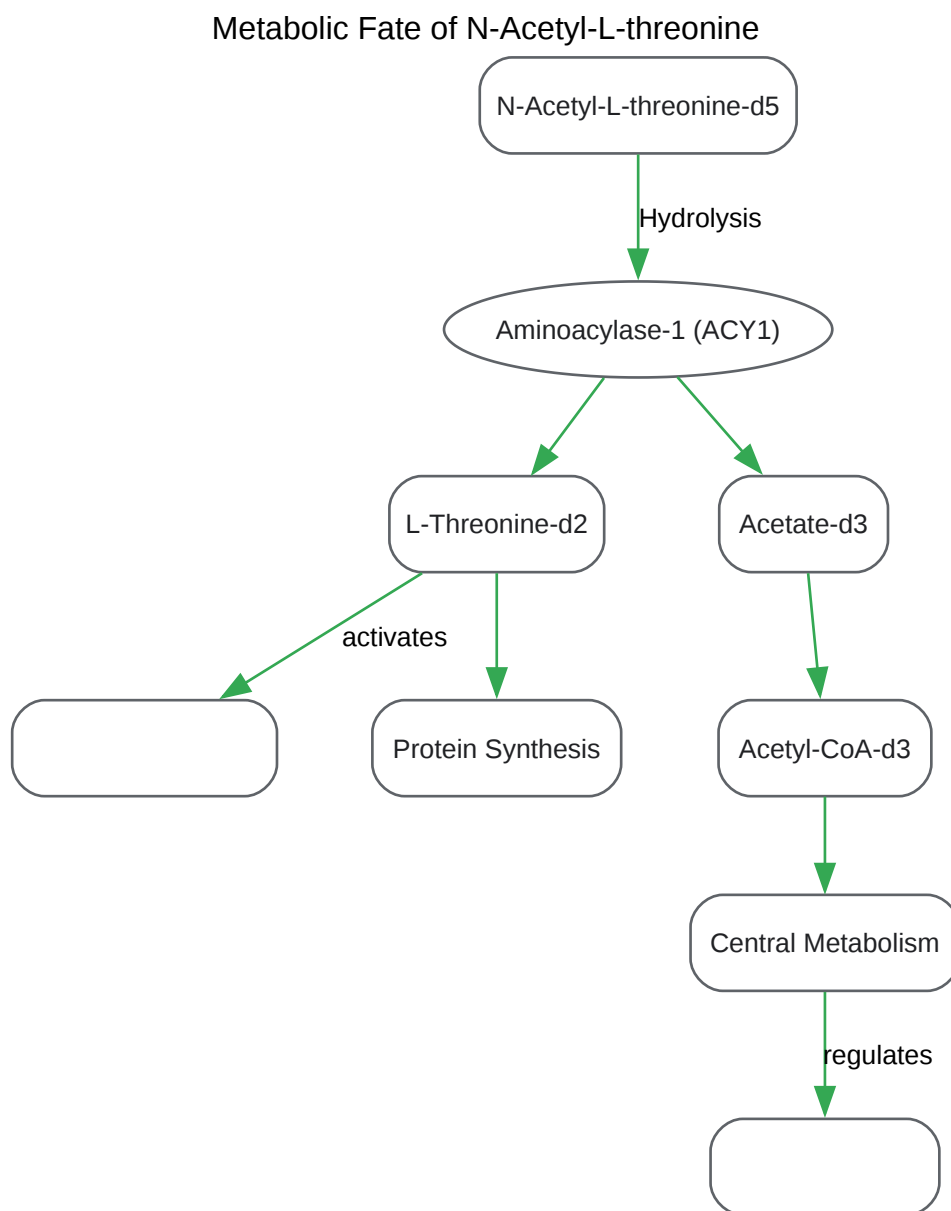 Metabolic Fate of N-Acetyl-L-threonine
N-Acetyl-L-threonine-d5
Hydrolysis
Aminoacylase-1 (ACY1)
L-Threonine-d2
Acetate-d3
activates
Protein Synthesis
Acetyl-CoA-d3
Central Metabolism
regulates